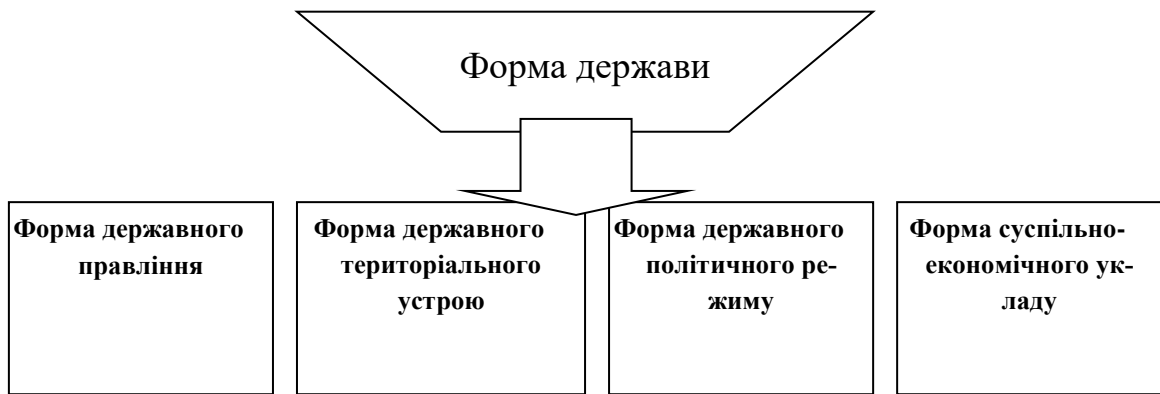 Форма держави
Форма державного
правління
Форма державного
територіального
устрою
Форма державного
політичного ре-
жиму
Форма суспільно-
економічного ук-
ладу